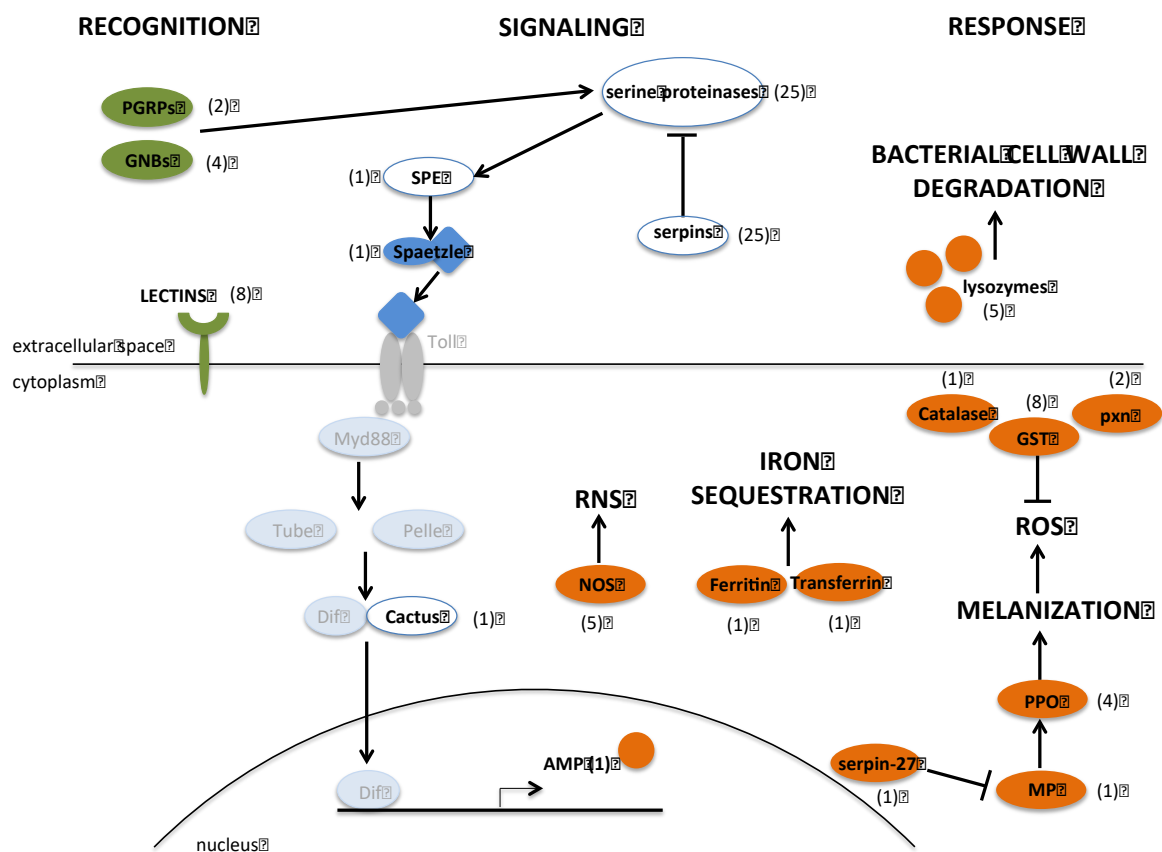 RECOGNITION
SIGNALING
RESPONSE
PGRPs (2)
GNBs (4)
serine proteinases (25)
(1) SPE
serpins (25)
(1) Spaetzle
LECTINS (8)
Toll
extracellular space
cytoplasm
BACTERIAL CELL WALL
DEGRADATION
lysozymes
(5)
(1)
Catalase
(8)
GST
(2)
pxn
Myd88
Tube
Pelle
Dif
Cactus (1)
RNS
NOS
(5)
IRON
SEQUESTRATION
Ferritin
Transferrin
(1)
(1)
ROS
MELANIZATION
PPO (4)
serpin-27
(1)
MP (1)
AMP (1)
Dif
nucleus